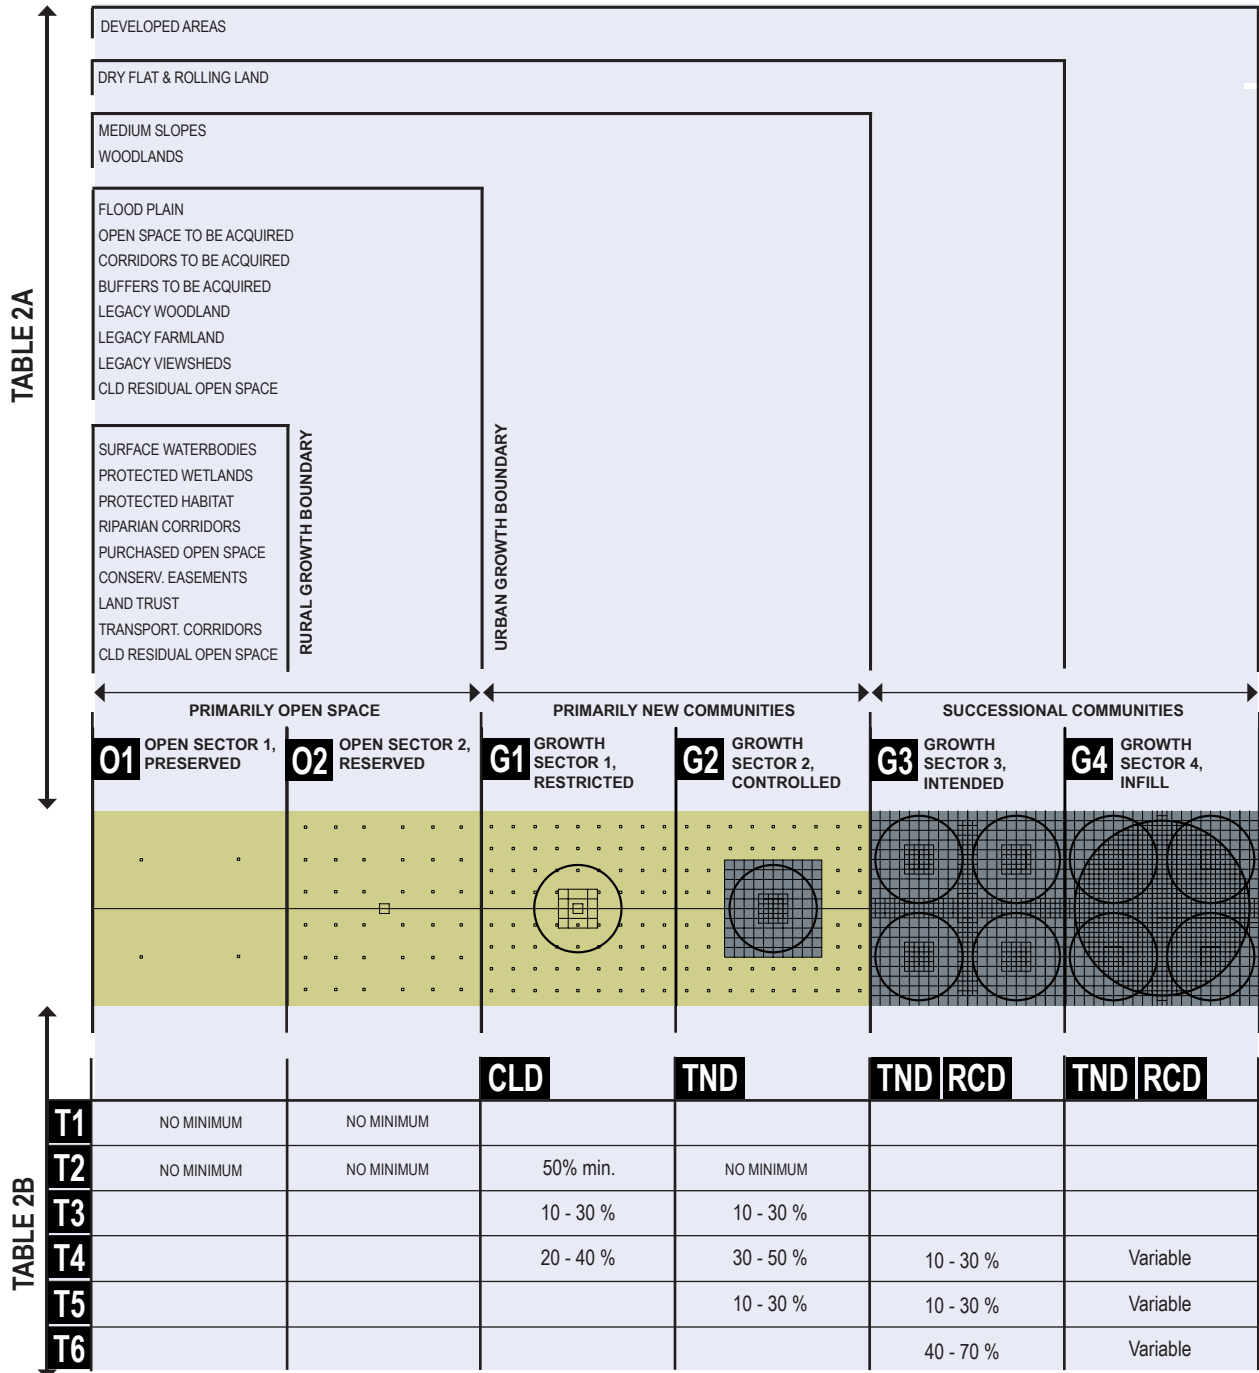 TABLE 2A
DEVELOPED AREAS
DRY FLAT & ROLLING LAND
MEDIUM SLOPES
WOODLANDS
FLOOD PLAIN
OPEN SPACE TO BE ACQUIRED
CORRIDORS TO BE ACQUIRED
BUFFERS TO BE ACQUIRED
LEGACY WOODLAND
LEGACY FARMLAND
LEGACY VIEWSHEDS
CLD RESIDUAL OPEN SPACE
SURFACE WATERBODIES
PROTECTED WETLANDS
PROTECTED HABITAT
RIPARIAN CORRIDORS
PURCHASED OPEN SPACE
CONSERV. EASEMENTS
LAND TRUST
TRANSPORT. CORRIDORS
CLD RESIDUAL OPEN SPACE
RURAL GROWTH BOUNDARY
URBAN GROWTH BOUNDARY
PRIMARILY OPEN SPACE
PRIMARILY NEW COMMUNITIES
SUCCESSIONAL COMMUNITIES
O1
OPEN SECTOR 1,
PRESERVED
O2
OPEN SECTOR 2,
RESERVED
G1
GROWTH
SECTOR 1,
RESTRICTED
G2
GROWTH
SECTOR 2,
CONTROLLED
G3
GROWTH
SECTOR 3,
INTENDED
G4
GROWTH
SECTOR 4,
INFILL
TABLE 2B
CLD TND TND RCD TND RCD
T1 NO MINIMUM NO MINIMUM
T2 NO MINIMUM NO MINIMUM 50% min. NO MINIMUM
T3 10 - 30 % 10 - 30 %
T4 20 - 40 % 30 - 50 % 10 - 30 % Variable
T5 10 - 30 % 10 - 30 % Variable
T6 40 - 70 % Variable